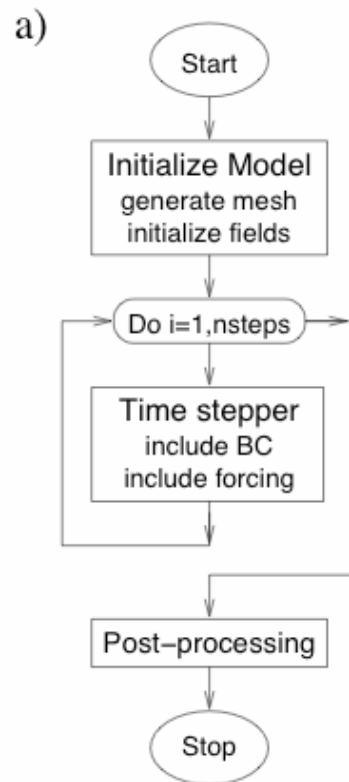 a)
Start
Initialize Model
generate mesh
initialize fields
Do i=1,nsteps
Time stepper
include BC
include forcing
Post−processing
Stop